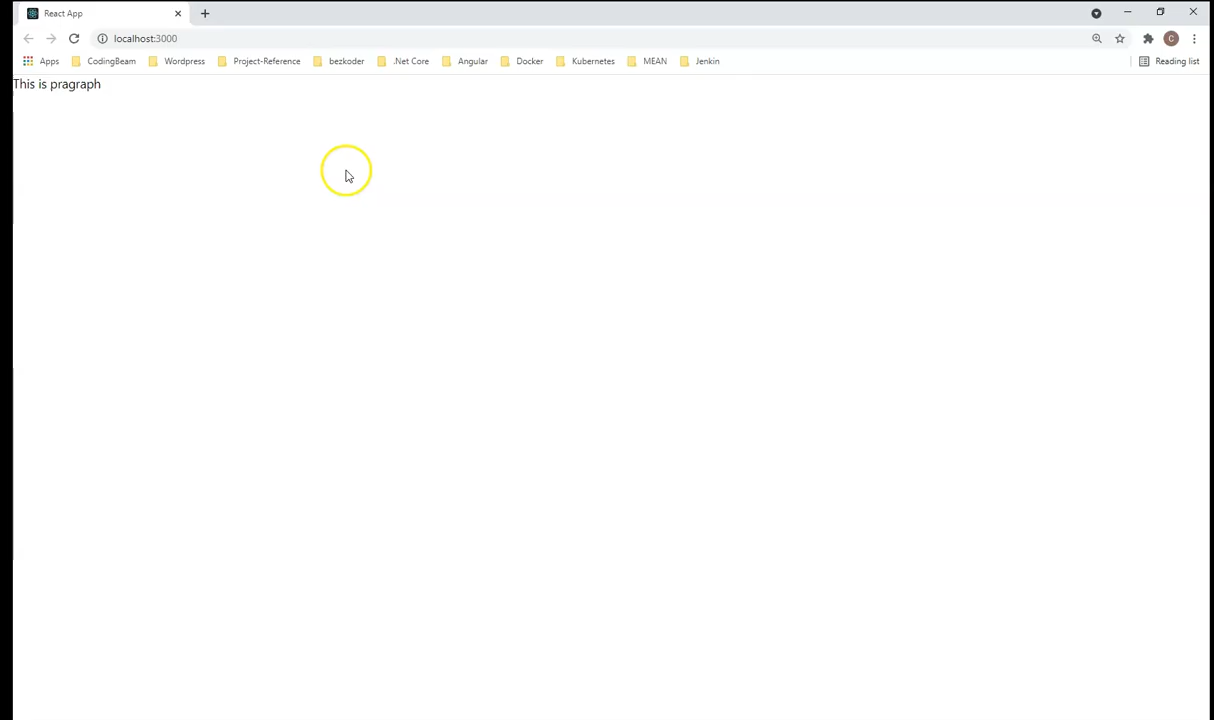 React App
localhost:3000
C
Apps CodingBeam Wordpress Project-Reference bezkoder .Net Core Angular Docker Kubernetes MEAN Jenkin Reading list
This is pragraph